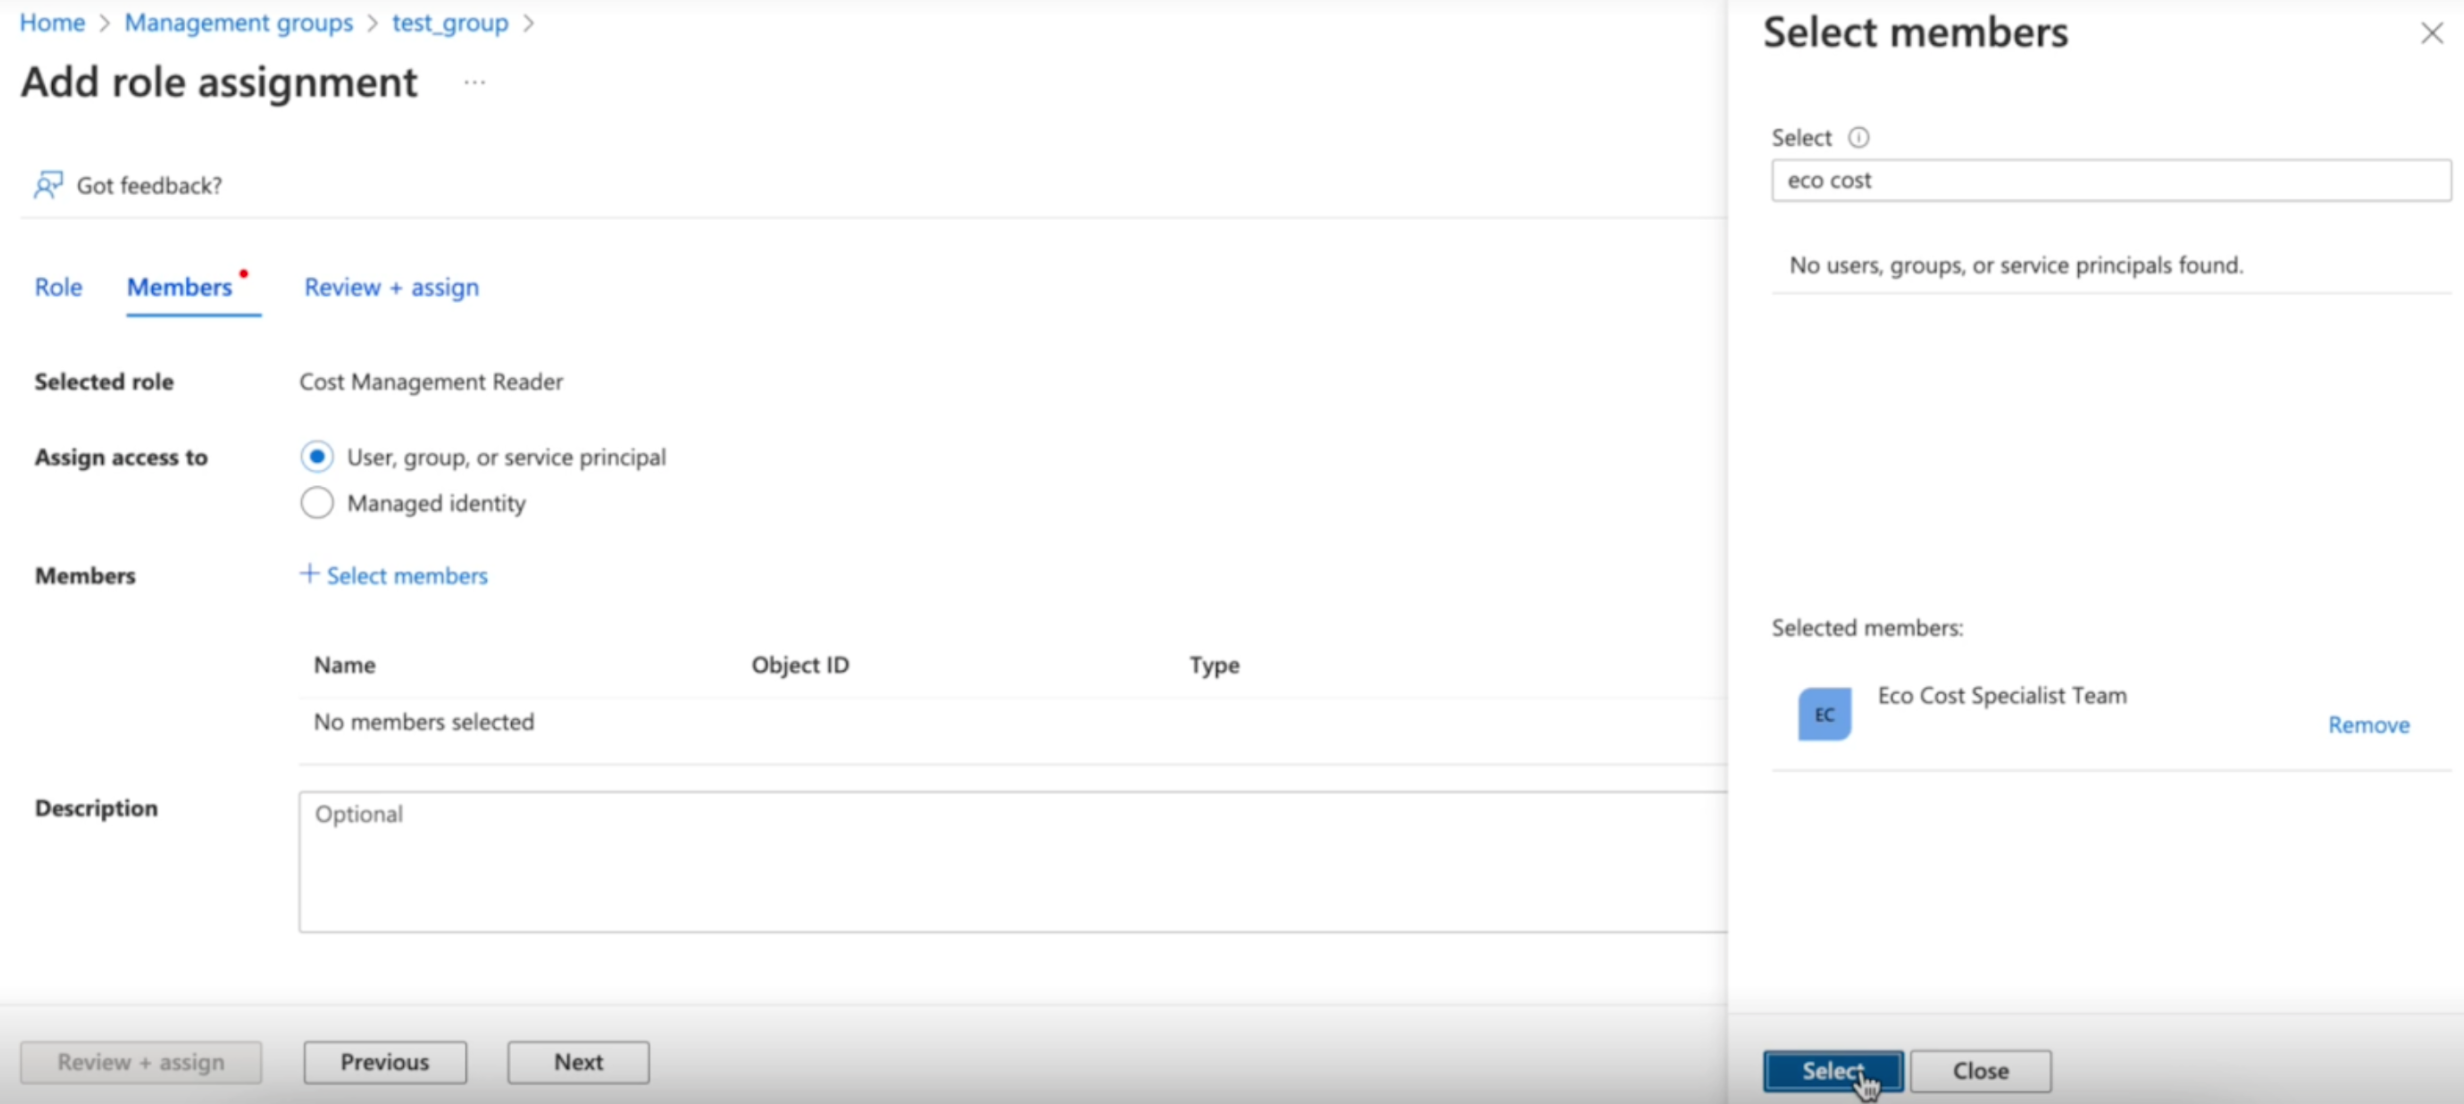 Home > Management groups > test_group >
Add role assignment ...
Got feedback?
Role Members Review + assign
Selected role Cost Management Reader
Assign access to User, group, or service principal
Managed identity
Members + Select members
Name Object ID Type
No members selected
Description Optional
Review + assign Previous Next
Select members
Select
eco cost
No users, groups, or service principals found.
Selected members:
EC Eco Cost Specialist Team
Remove
Select Close